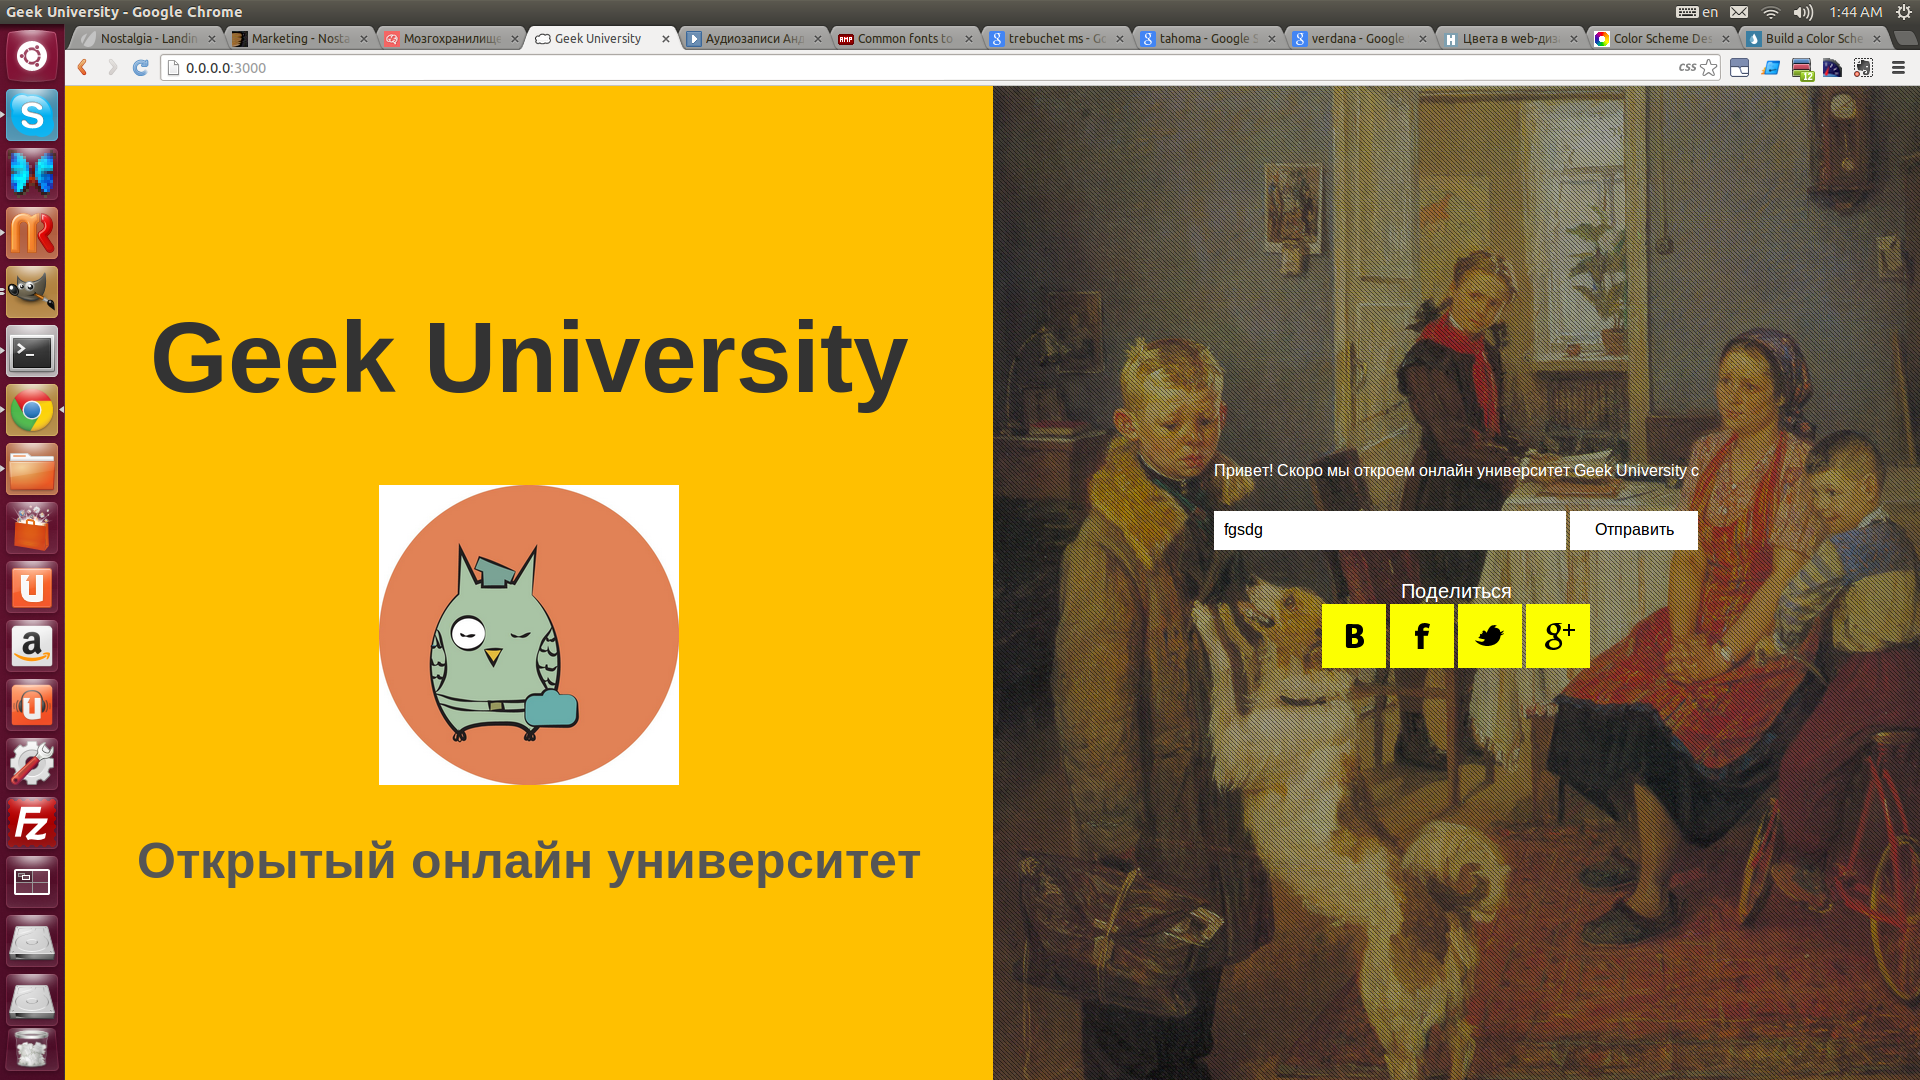 Geek University - Google Chrome
en
1:44 AM
Nostalgia - Landin
Marketing - Nosta
Мозгохранилище
Geek University
Аудиозаписи Анд
Common fonts to
trebuchet ms - Go
tahoma - Google S
verdana - Google
Цвета в web-диза
Color Scheme Des
Build a Color Sche
0.0.0.0:3000
css
12
Geek University
Привет! Скоро мы откроем онлайн университет Geek University с
fgsdg
Отправить
Поделиться
B f g+
Открытый онлайн университет